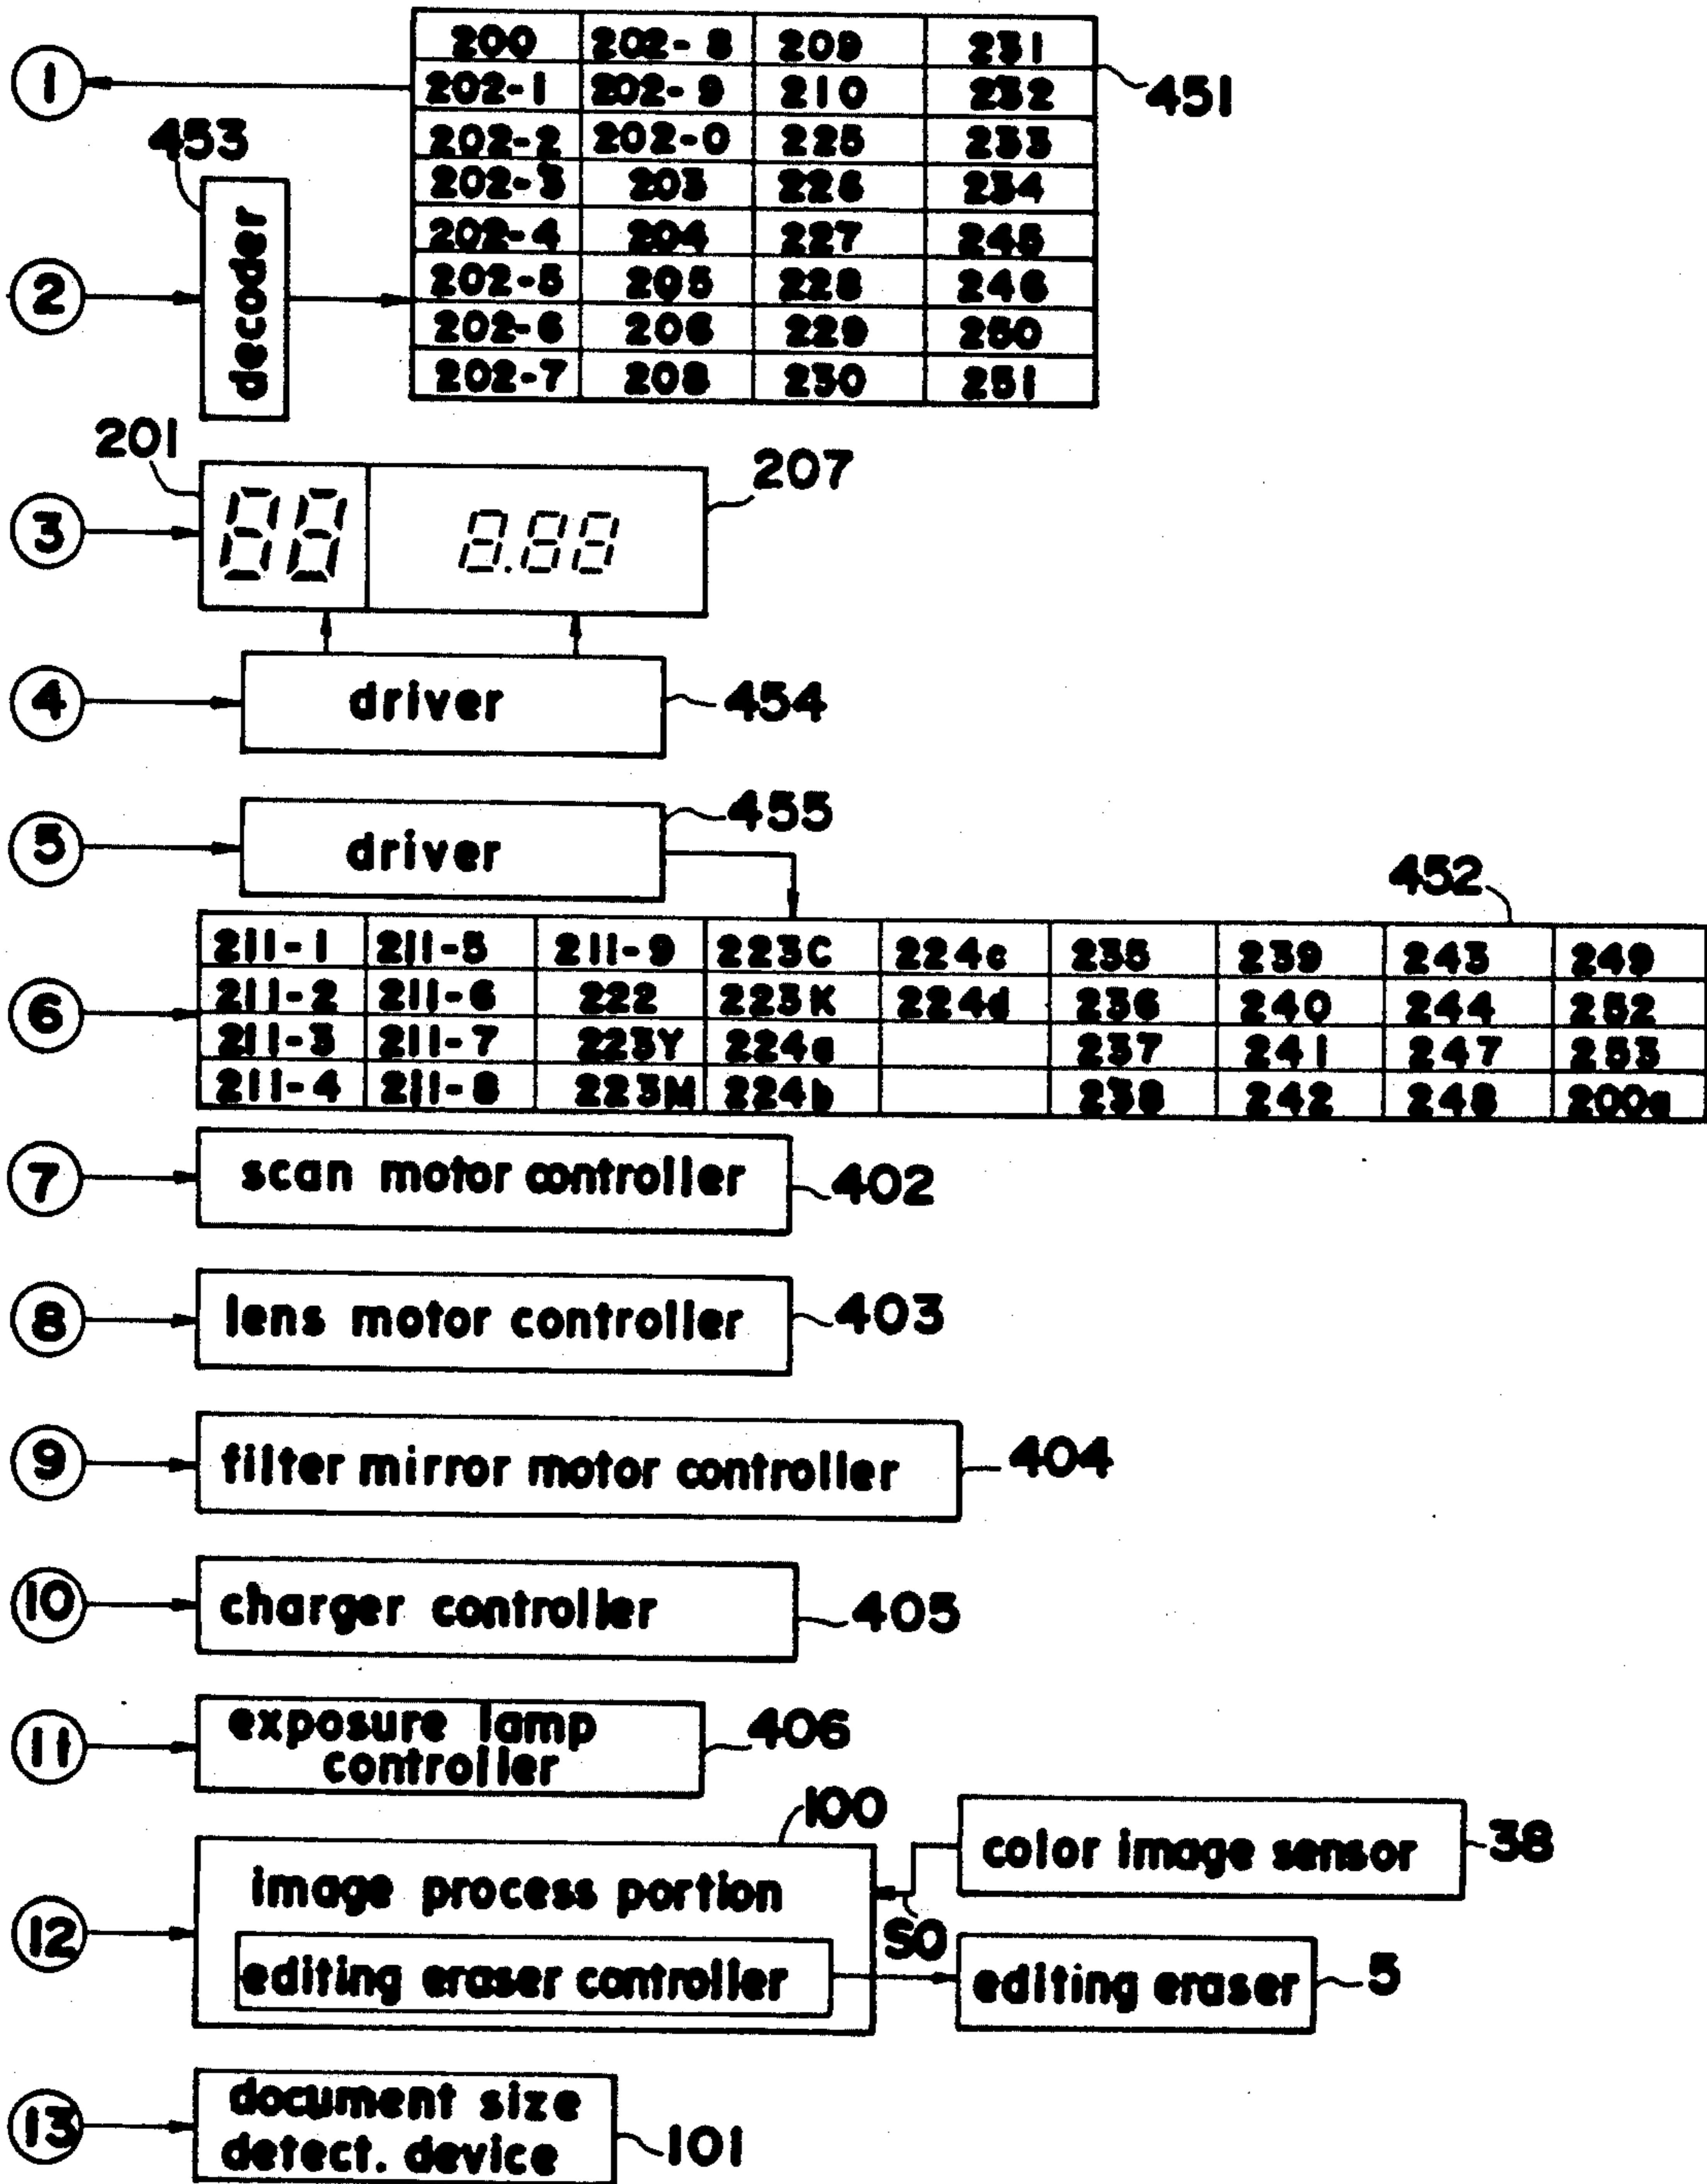 200 202-8 209 231
1 202-1 202-9 210 232 451
453 202-2 202-0 225 233
202-3 203 226 234
202-4 204 227 245
2 decoder 202-5 205 228 246
202-6 206 229 250
202-7 208 230 251
201 207
3 88 8.88
4 driver 454
5 driver 455
452
211-1 211-5 211-9 223C 224c 235 239 243 249
6 211-2 211-6 222 223K 224d 236 240 244 252
211-3 211-7 223Y 224a 237 241 247 253
211-4 211-8 223M 224b 238 242 248 200a
7 scan motor controller 402
8 lens motor controller 403
9 filter mirror motor controller 404
10 charger controller 405
11 exposure lamp 406
controller
100
image process portion color image sensor 38
12 SO
editing eraser controller editing eraser 5
13 document size
detect. device 101